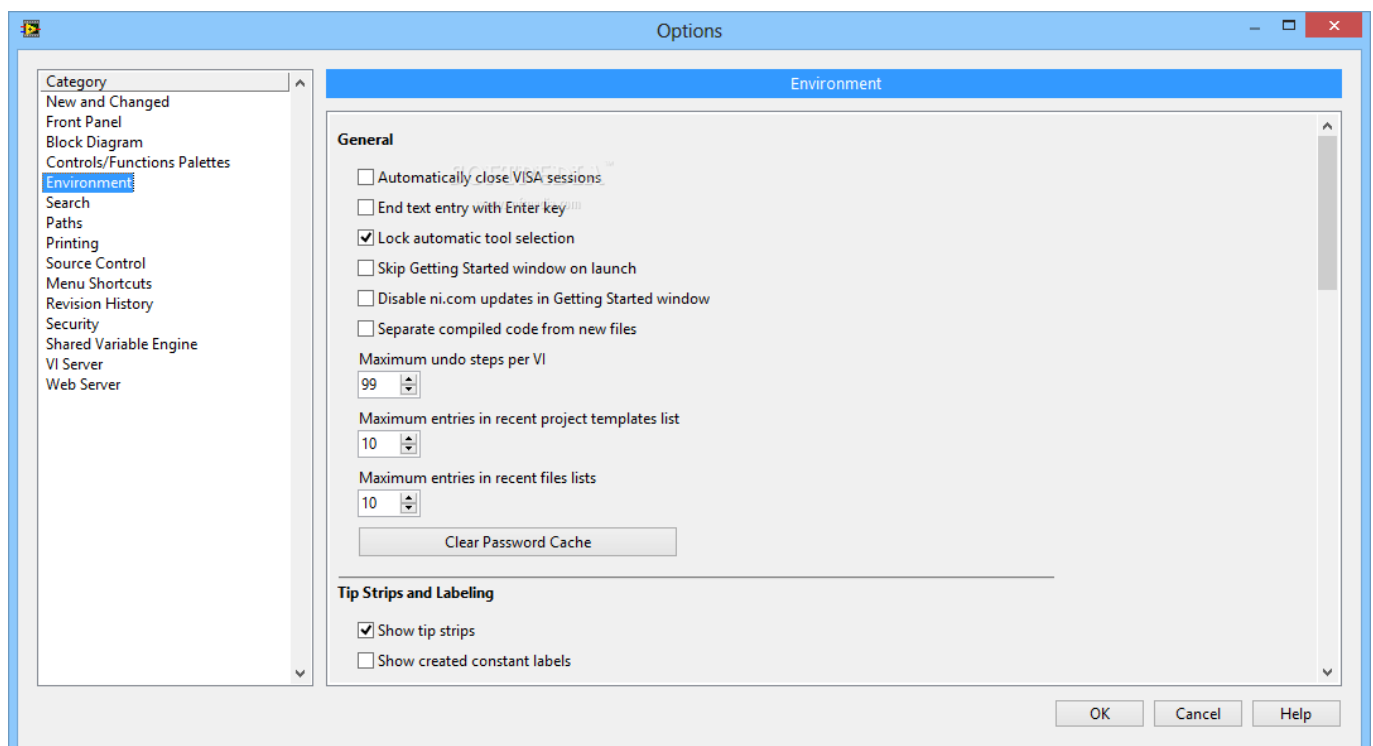 Options
Category
New and Changed
Front Panel
Block Diagram
Controls/Functions Palettes
Environment
Search
Paths
Printing
Source Control
Menu Shortcuts
Revision History
Security
Shared Variable Engine
VI Server
Web Server
Environment
General
SOFTPEDIA™
Automatically close VISA sessions
End text entry with Enter key
Lock automatic tool selection
Skip Getting Started window on launch
Disable ni.com updates in Getting Started window
Separate compiled code from new files
Maximum undo steps per VI
99
Maximum entries in recent project templates list
10
Maximum entries in recent files lists
10
Clear Password Cache
Tip Strips and Labeling
Show tip strips
Show created constant labels
OK Cancel Help